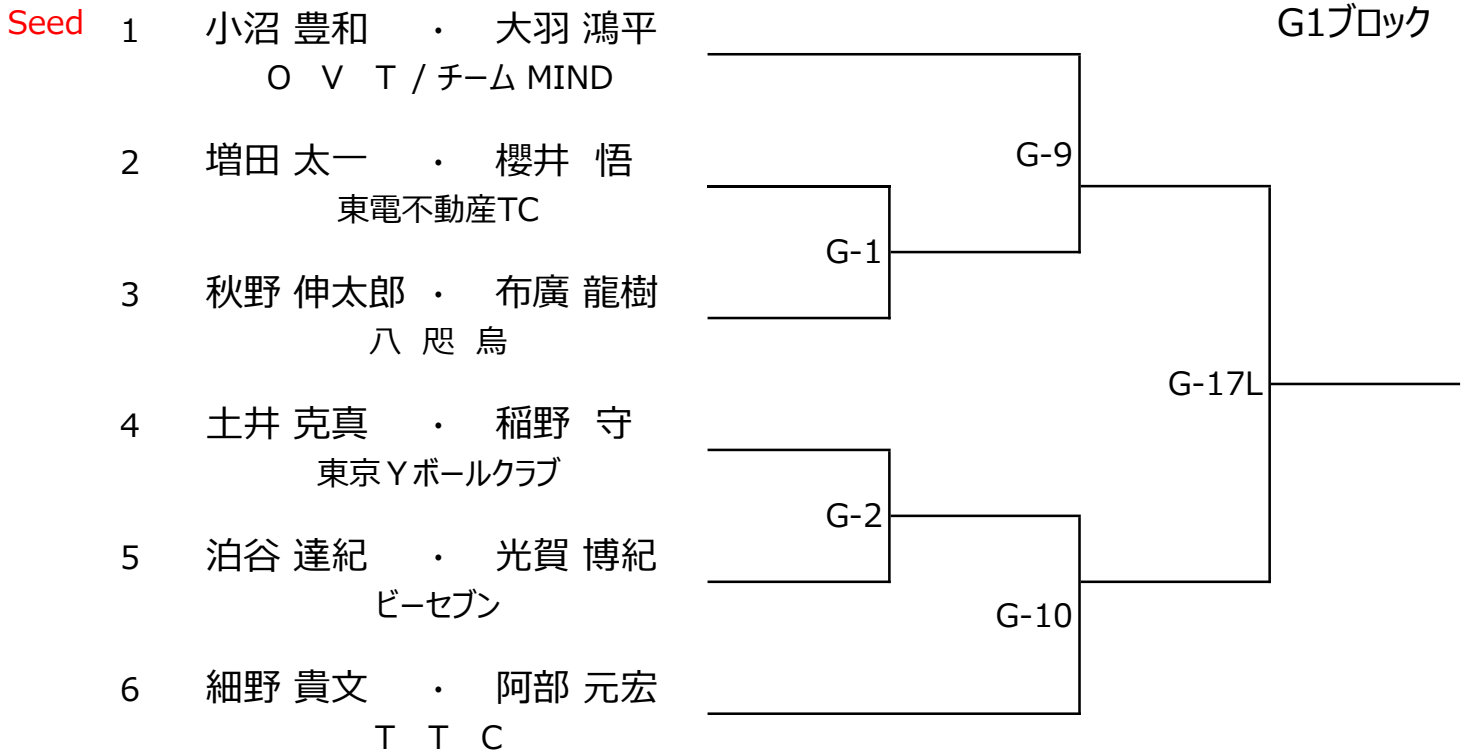 Seed 1 小沼 豊和 ・ 大羽 鴻平 G1ブロック
O V T / チーム MIND
2 増田 太一 ・ 櫻井 悟 G-9
東電不動産TC
G-1
3 秋野 伸太郎 ・ 布廣 龍樹
八 咫 烏
G-17L
4 土井 克真 ・ 稲野 守
東京Yボールクラブ
G-2
5 泊谷 達紀 ・ 光賀 博紀
ビーセブン
G-10
6 細野 貴文 ・ 阿部 元宏
T T C